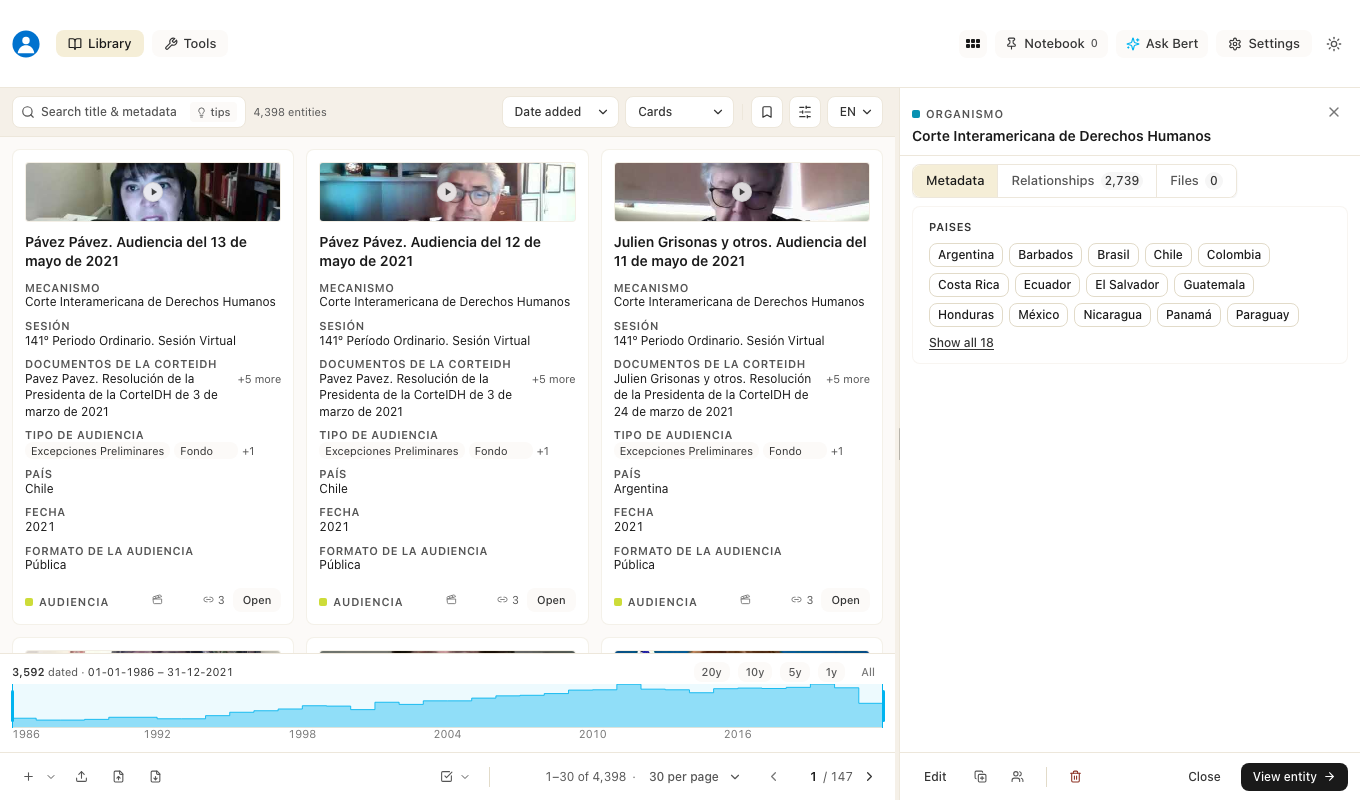 Library
Tools
Notebook 0
Ask Bert
Settings
Search title & metadata
tips
4,398 entities
Date added
Cards
EN
Pávez Pávez. Audiencia del 13 de
mayo de 2021
MECANISMO
Corte Interamericana de Derechos Humanos
SESIÓN
141° Periodo Ordinario. Sesión Virtual
DOCUMENTOS DE LA CORTEIDH
Pavez Pavez. Resolución de la
Presidenta de la CorteIDH de 3 de
marzo de 2021
+5 more
TIPO DE AUDIENCIA
Excepciones Preliminares Fondo +1
PAÍS
Chile
FECHA
2021
FORMATO DE LA AUDIENCIA
Pública
AUDIENCIA
3
Open
Pávez Pávez. Audiencia del 12 de
mayo de 2021
MECANISMO
Corte Interamericana de Derechos Humanos
SESIÓN
141° Período Ordinario. Sesión Virtual
DOCUMENTOS DE LA CORTEIDH
Pavez Pavez. Resolución de la
Presidenta de la CorteIDH de 3 de
marzo de 2021
+5 more
TIPO DE AUDIENCIA
Excepciones Preliminares Fondo +1
PAÍS
Chile
FECHA
2021
FORMATO DE LA AUDIENCIA
Pública
AUDIENCIA
3
Open
Julien Grisonas y otros. Audiencia del
11 de mayo de 2021
MECANISMO
Corte Interamericana de Derechos Humanos
SESIÓN
141° Periodo Ordinario. Sesión Virtual
DOCUMENTOS DE LA CORTEIDH
Julien Grisonas y otros. Resolución
de la Presidenta de la CorteIDH de
24 de marzo de 2021
+5 more
TIPO DE AUDIENCIA
Excepciones Preliminares Fondo +1
PAÍS
Argentina
FECHA
2021
FORMATO DE LA AUDIENCIA
Pública
AUDIENCIA
3
Open
3,592 dated · 01-01-1986 – 31-12-2021
20y 10y 5y 1y All
1986 1992 1998 2004 2010 2016
1–30 of 4,398 ·
30 per page
1 / 147
ORGANISMO
Corte Interamericana de Derechos Humanos
Metadata
Relationships 2,739
Files 0
PAISES
Argentina Barbados Brasil Chile Colombia
Costa Rica Ecuador El Salvador Guatemala
Honduras México Nicaragua Panamá Paraguay
Show all 18
Edit
Close
View entity